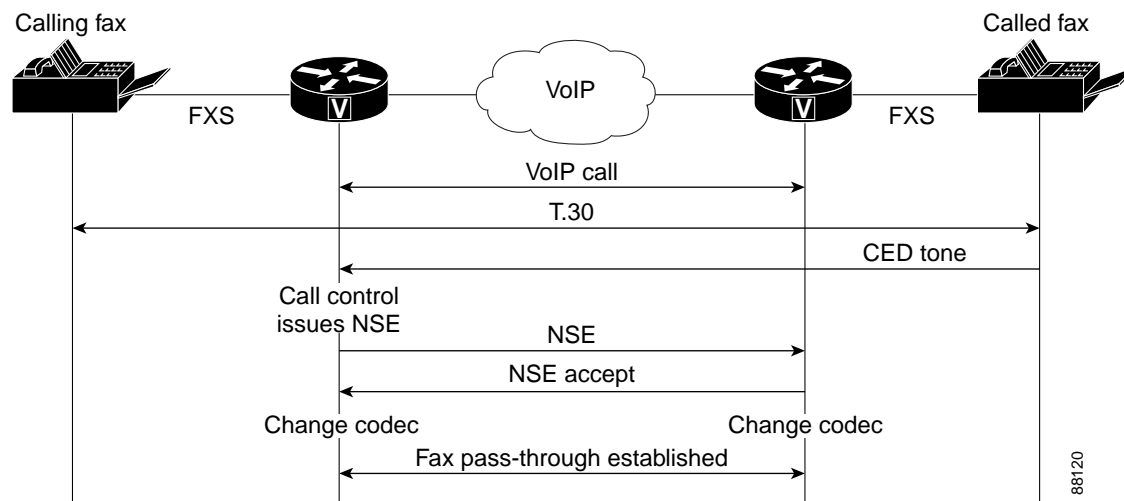 Calling fax
Called fax
VoIP
V
V
FXS
FXS
VoIP call
T.30
CED tone
Call control
issues NSE
NSE
NSE accept
Change codec
Change codec
Fax pass-through established
88120